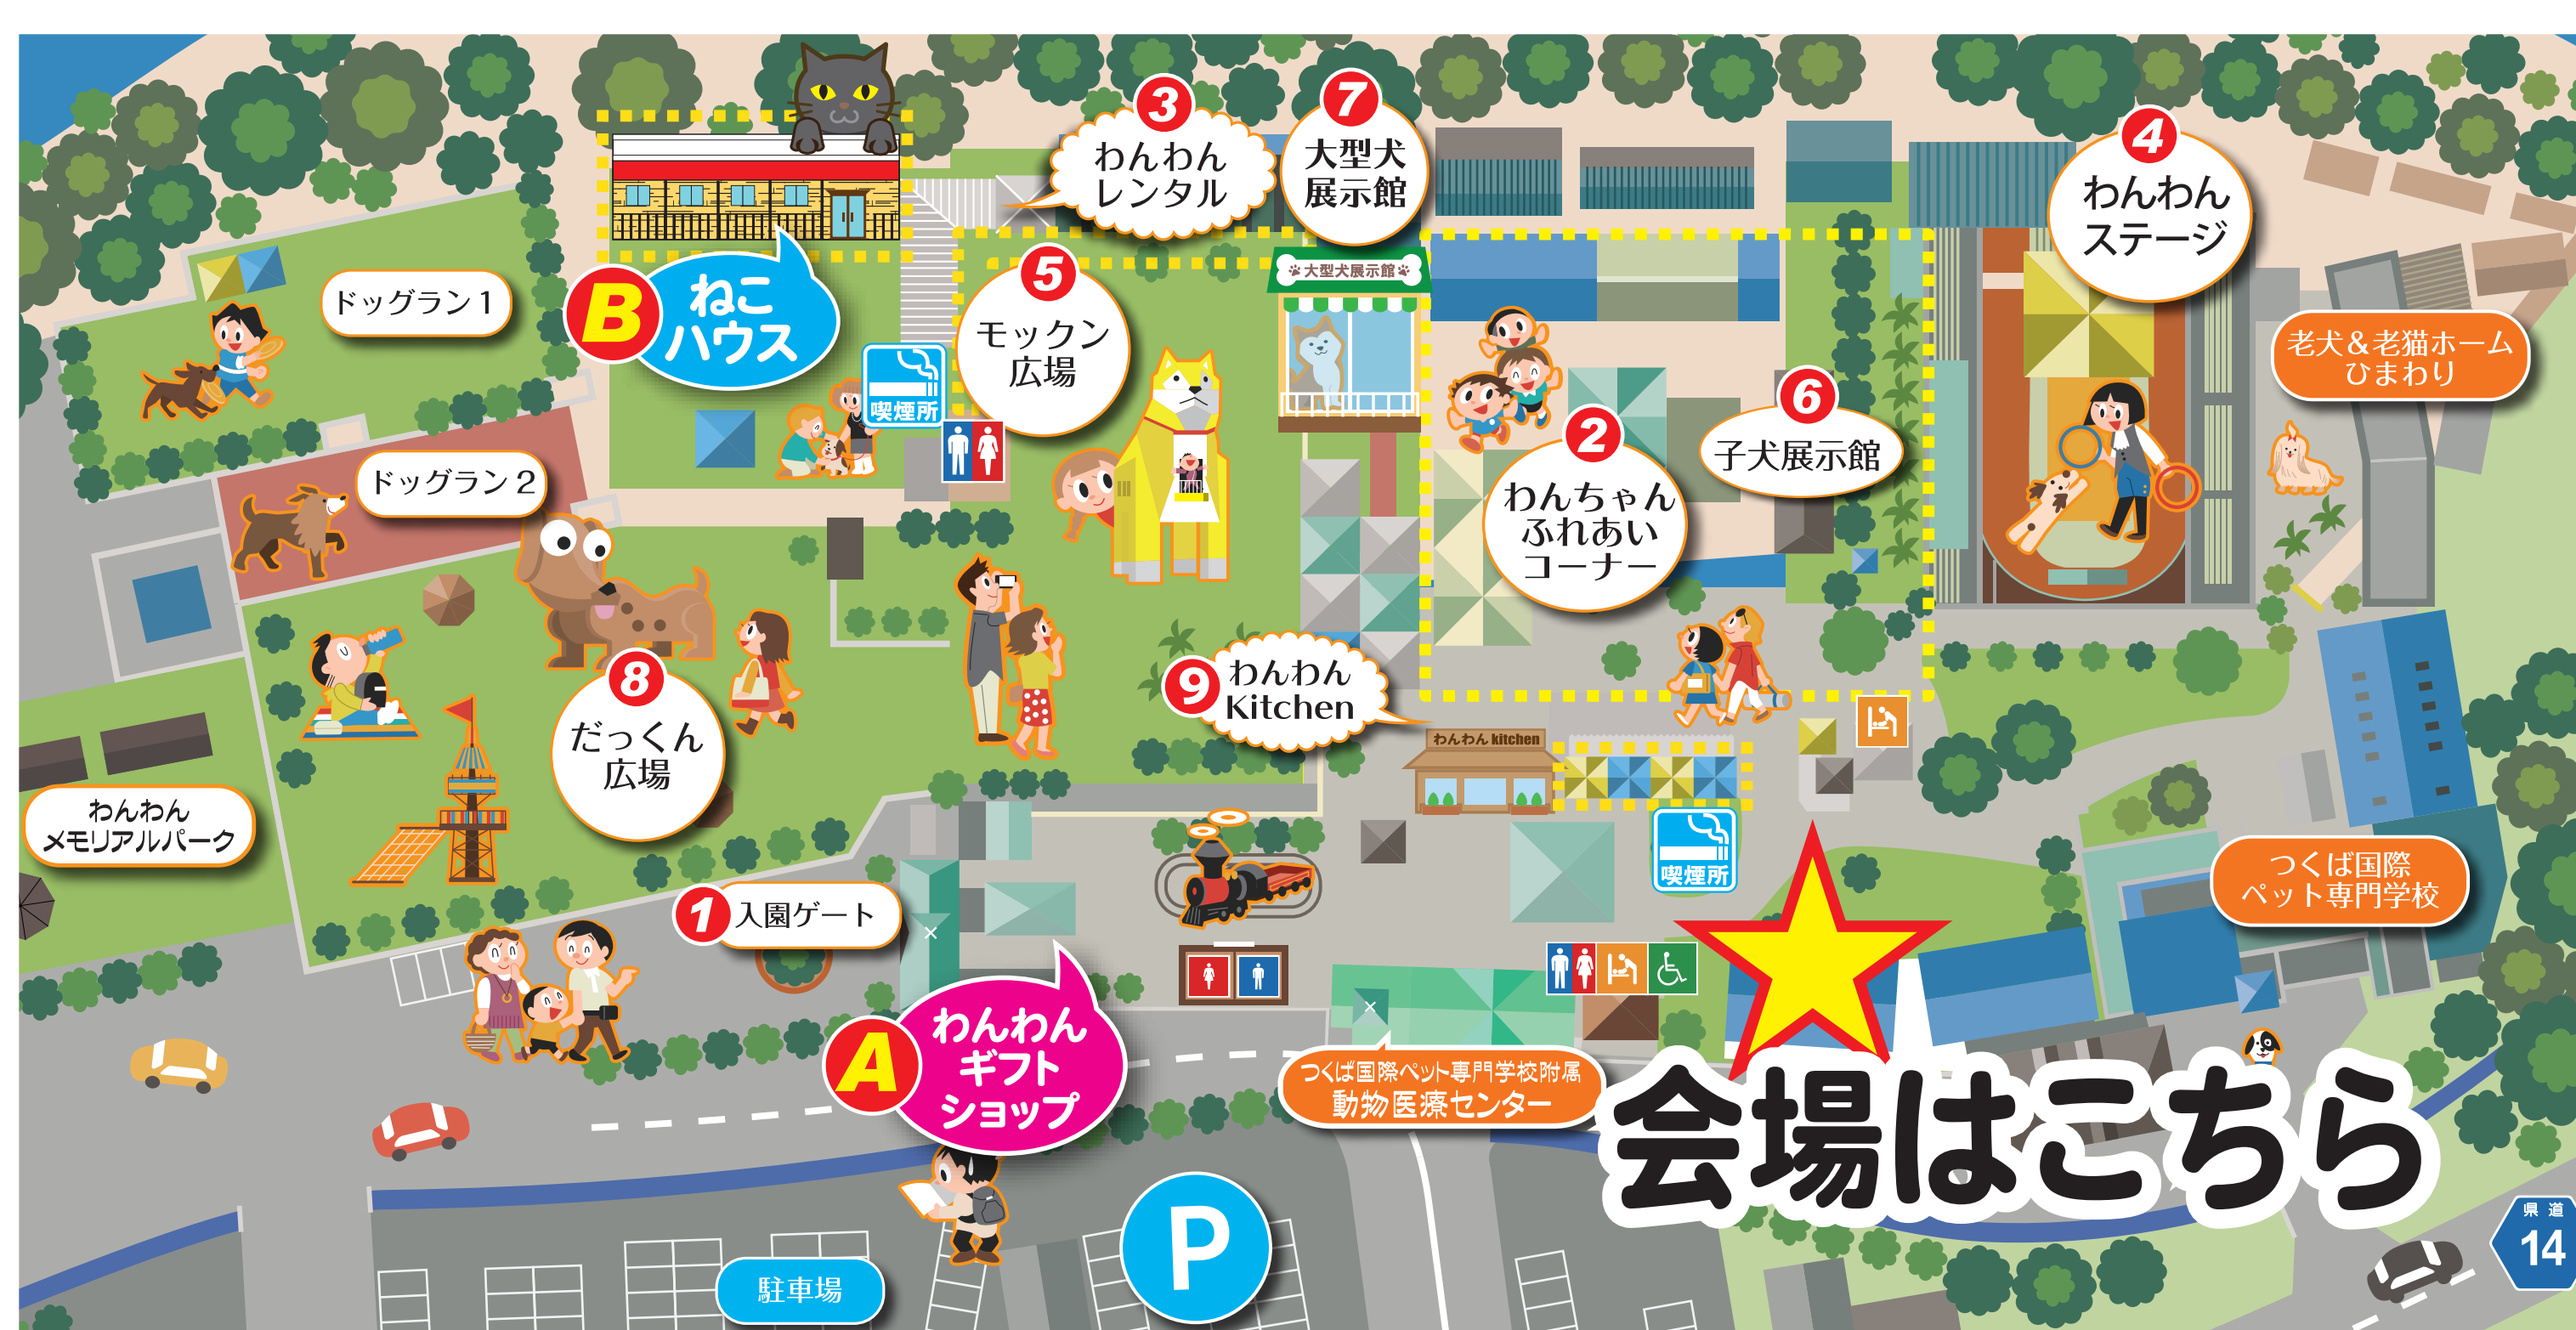 3
わんわん
レンタル
7
大型犬
展示館
4
わんわん
ステージ
ドッグラン1
B
ねこ
ハウス
5
モックン
広場
大型犬展示館
喫煙所
老犬&老猫ホーム
ひまわり
6
子犬展示館
2
わんちゃん
ふれあい
コーナー
ドッグラン2
8
だっくん
広場
9
わんわん
Kitchen
わんわん kitchen
わんわん
メモリアルパーク
喫煙所
つくば国際
ペット専門学校
1
入園ゲート
A
わんわん
ギフト
ショップ
つくば国際ペット専門学校附属
動物医療センター
会場はこちら
駐車場
P
県道
14